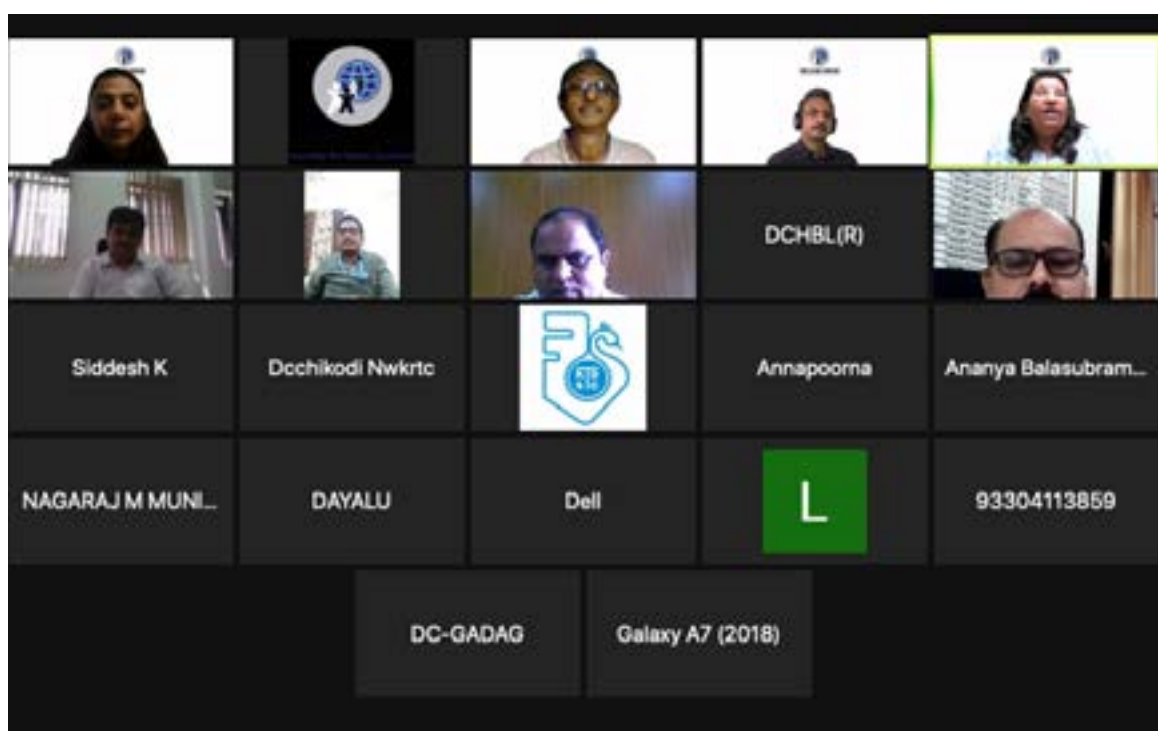 DCHBL(R)
Siddesh K
Dcchikodi Nwkrtc
Annapoorna
Ananya Balasubram...
NAGARAJ M MUNI...
DAYALU
Dell
L
93304113859
DC-GADAG
Galaxy A7 (2018)